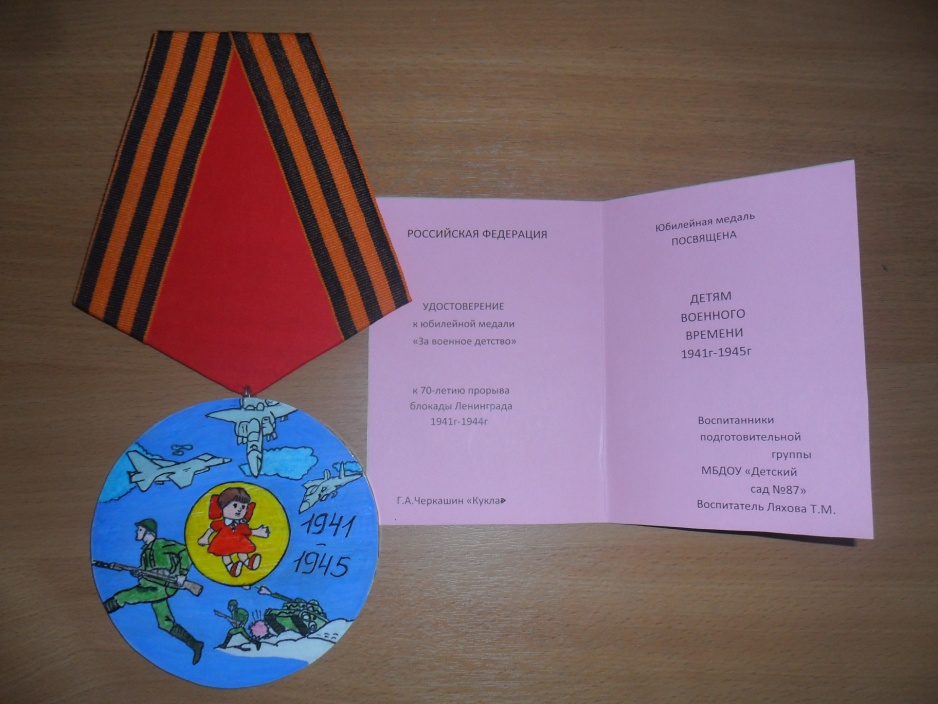 1941
-
1945
РОССИЙСКАЯ ФЕДЕРАЦИЯ
УДОСТОВЕРЕНИЕ
к юбилейной медали
«За военное детство»
к 70-летию прорыва
блокады Ленинграда
1941г-1944г
Г.А.Черкашин «Кукла»
Юбилейная медаль
ПОСВЯЩЕНА
ДЕТЯМ
ВОЕННОГО
ВРЕМЕНИ
1941г-1945г
Воспитанники
подготовительной
группы
МБДОУ «Детский
сад №87»
Воспитатель Ляхова Т.М.